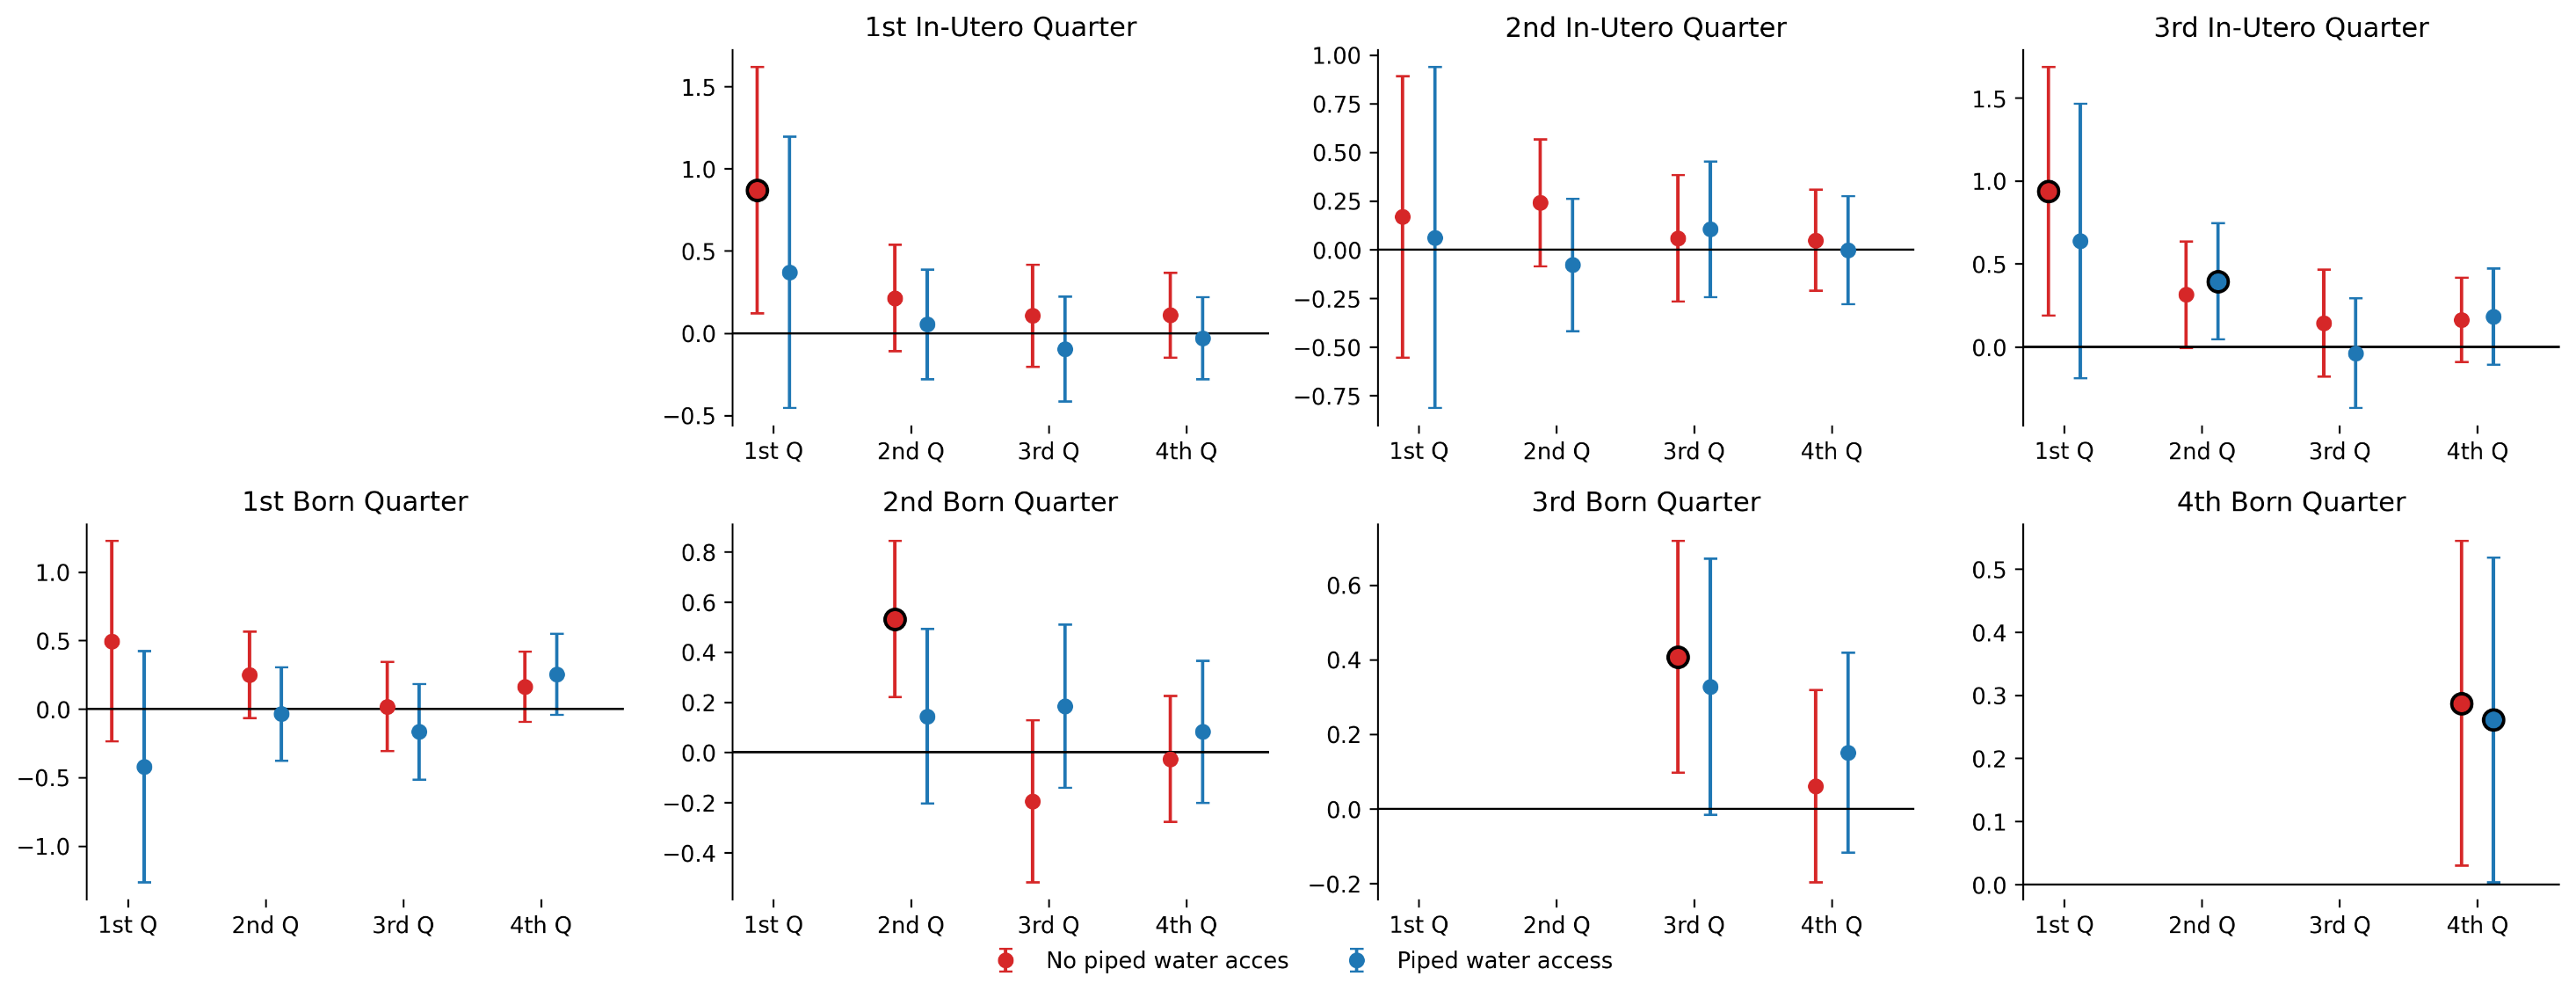 1st In-Utero Quarter
1.5
1.0
0.5
0.0
−0.5
1st Q 2nd Q 3rd Q 4th Q
2nd In-Utero Quarter
1.00
0.75
0.50
0.25
0.00
−0.25
−0.50
−0.75
1st Q 2nd Q 3rd Q 4th Q
3rd In-Utero Quarter
1.5
1.0
0.5
0.0
1st Q 2nd Q 3rd Q 4th Q
1st Born Quarter
1.0
0.5
0.0
−0.5
−1.0
1st Q 2nd Q 3rd Q 4th Q
2nd Born Quarter
0.8
0.6
0.4
0.2
0.0
−0.2
−0.4
1st Q 2nd Q 3rd Q 4th Q
3rd Born Quarter
0.6
0.4
0.2
0.0
−0.2
1st Q 2nd Q 3rd Q 4th Q
4th Born Quarter
0.5
0.4
0.3
0.2
0.1
0.0
1st Q 2nd Q 3rd Q 4th Q
No piped water acces Piped water access